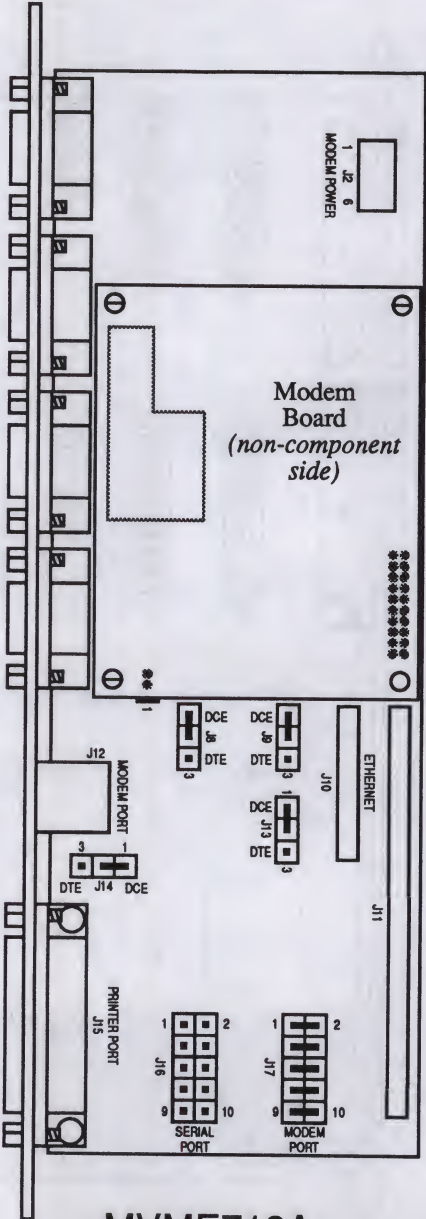 1 J2 6
MODEM POWER
Modem
Board
(non-component
side)
1
DCE
J8
DTE
3
DCE
J9
DTE
3
ETHERNET
J10
J11
1
DCE
J13
DTE
3
J12
MODEM PORT
3 1
DTE J14 DCE
PRINTER PORT
J15
1 2
J16
9 10
SERIAL
PORT
1 2
J17
9 10
MODEM
PORT